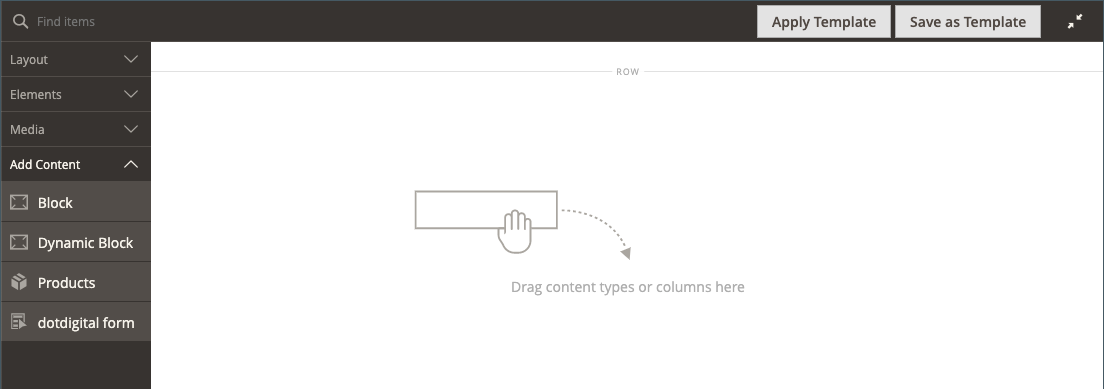 Find items
Apply Template
Save as Template
Layout
Elements
Media
Add Content
Block
Dynamic Block
Products
dotdigital form
ROW
Drag content types or columns here